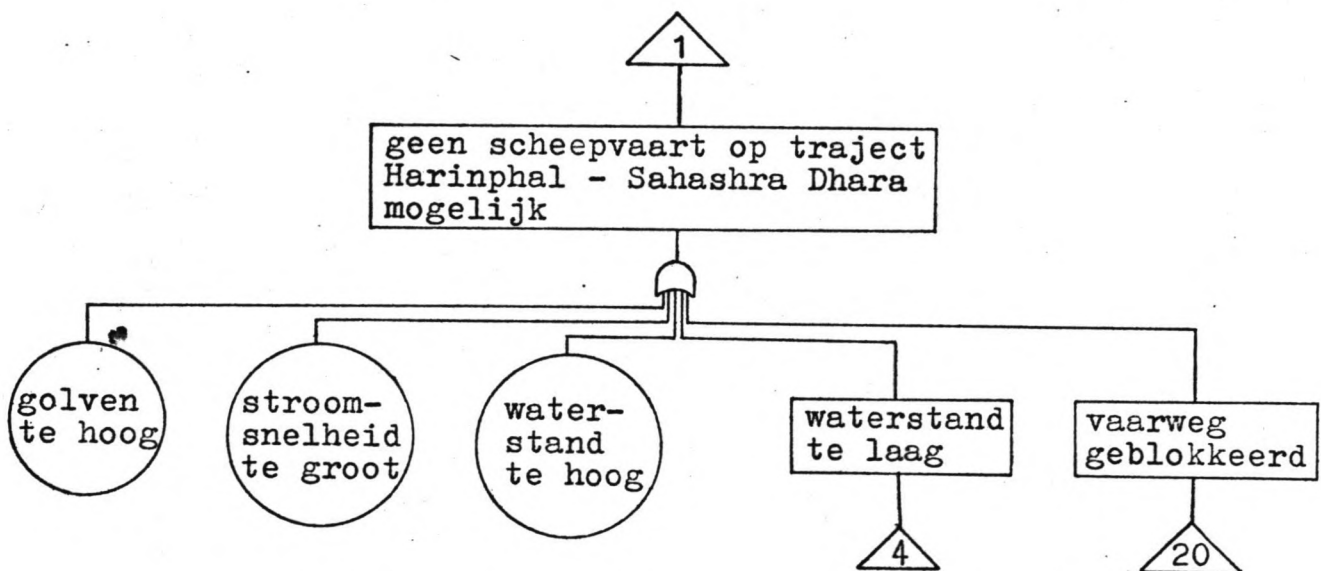 1
geen scheepvaart op traject
Harinphal - Sahashra Dhara
mogelijk
golven
te hoog
stroom-
snelheid
te groot
water-
stand
te hoog
waterstand
te laag
vaarweg
geblokkeerd
4
20